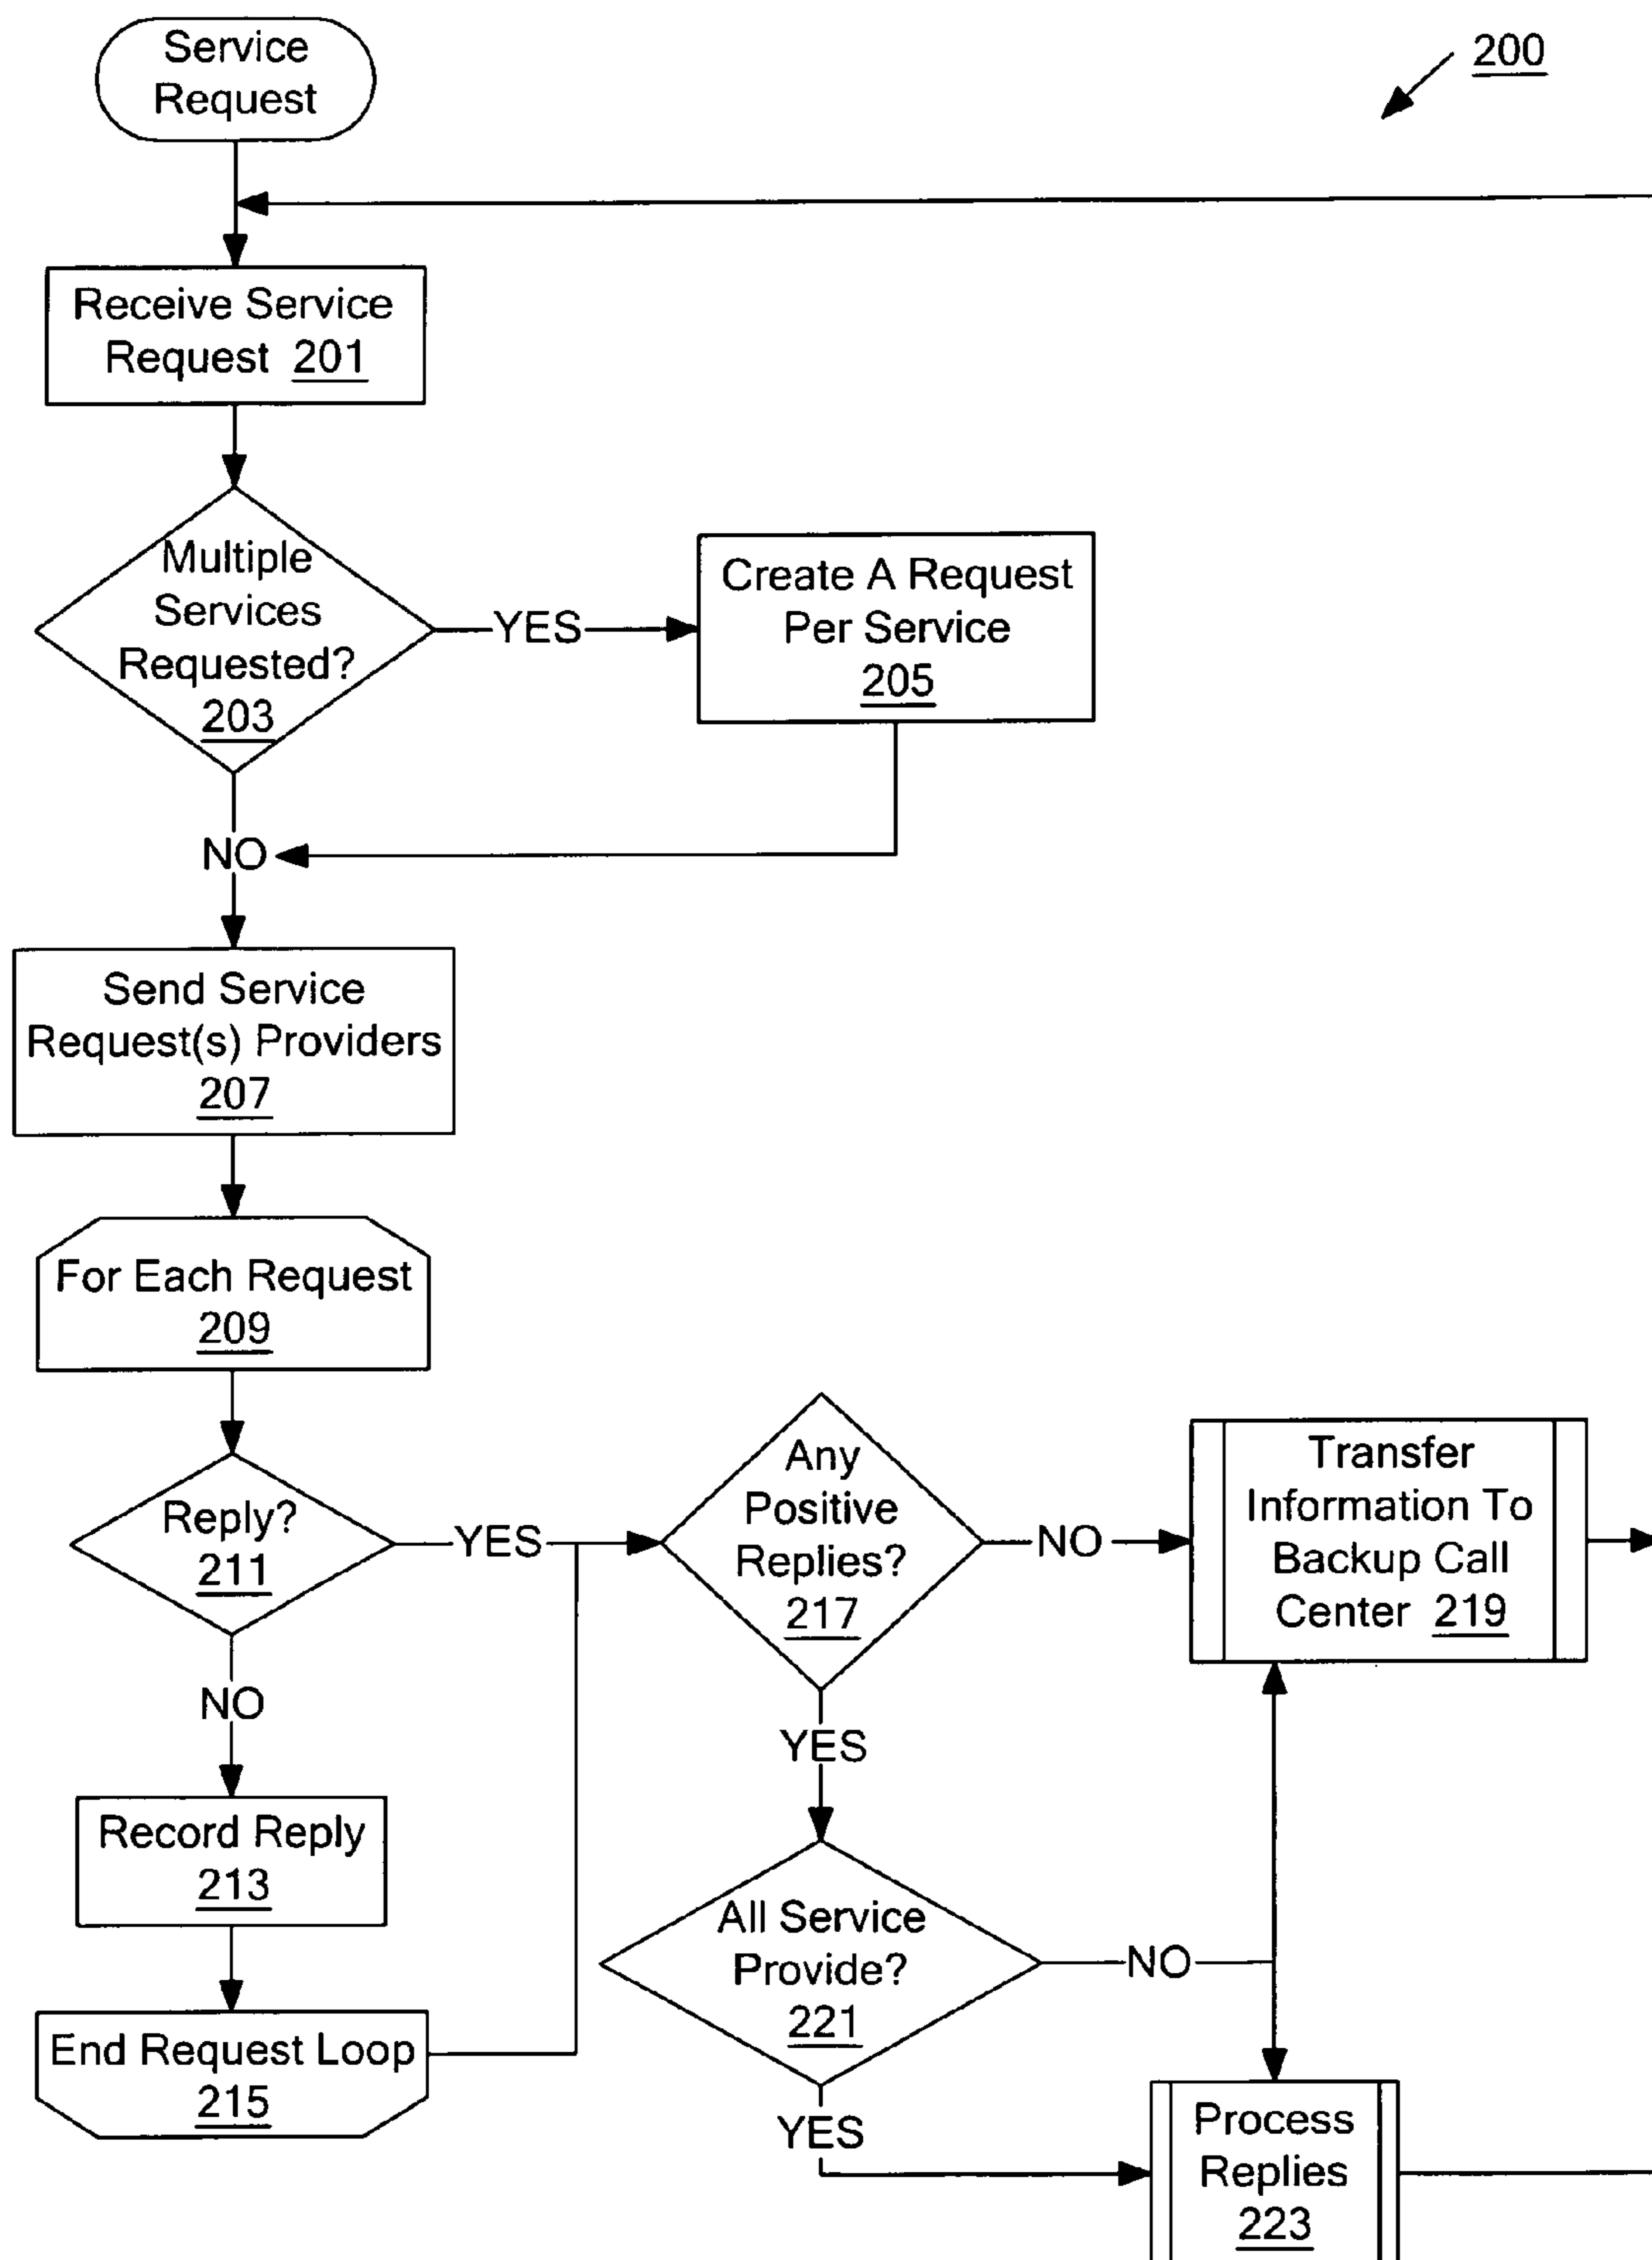 Service
Request
200
Receive Service
Request 201
Multiple
Services
Requested?
203
YES
Create A Request
Per Service
205
NO
Send Service
Request(s) Providers
207
For Each Request
209
Reply?
211
YES
Any
Positive
Replies?
217
NO
Transfer
Information To
Backup Call
Center 219
NO
YES
Record Reply
213
All Service
Provide?
221
NO
End Request Loop
215
YES
Process
Replies
223